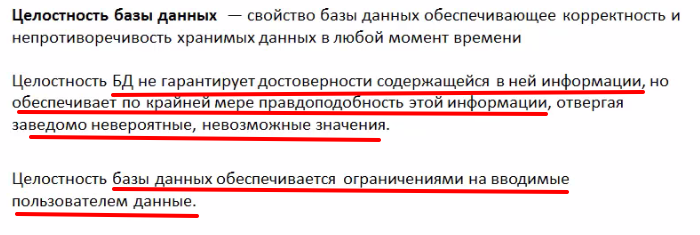 Целостность базы данных — свойство базы данных обеспечивающее корректность и
непротиворечивость хранимых данных в любой момент времени
Целостность БД не гарантирует достоверности содержащейся в ней информации, но
обеспечивает по крайней мере правдоподобность этой информации, отвергая
заведомо невероятные, невозможные значения.
Целостность базы данных обеспечивается ограничениями на вводимые
пользователем данные.